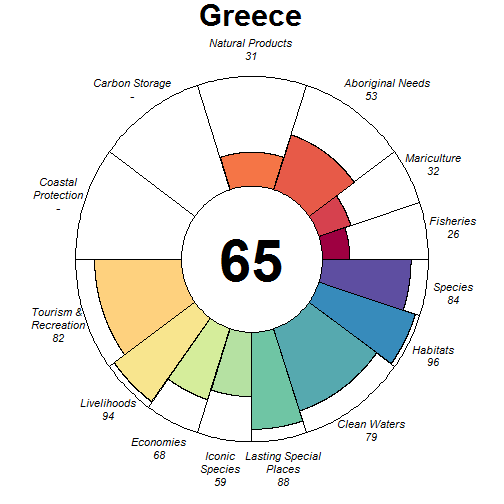 Greece
Natural Products
31
Carbon Storage
-
Aboriginal Needs
53
Mariculture
32
Coastal
Protection
-
Fisheries
26
65
Species
84
Tourism &
Recreation
82
Habitats
96
Livelihoods
94
Clean Waters
79
Economies
68
Iconic
Species
59
Lasting Special
Places
88